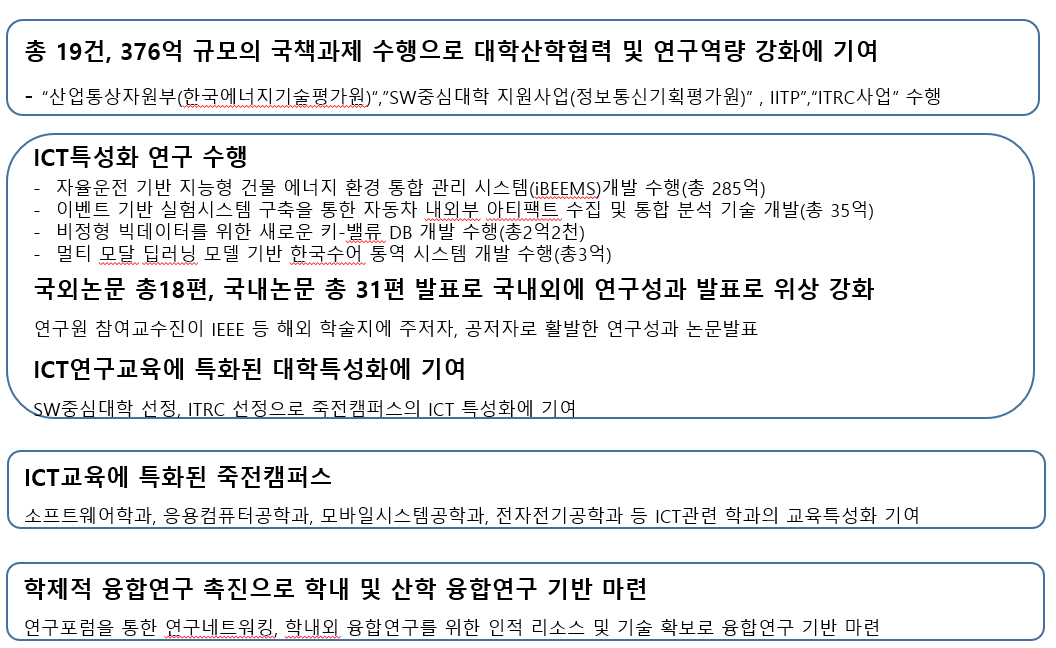 총 19건, 376억 규모의 국책과제 수행으로 대학산학협력 및 연구역량 강화에 기여
- “산업통상자원부(한국에너지기술평가원)”,”SW중심대학 지원사업(정보통신기획평가원)” , IITP”,“ITRC사업” 수행
ICT특성화 연구 수행
- 자율운전 기반 지능형 건물 에너지 환경 통합 관리 시스템(iBEEMS)개발 수행(총 285억)
- 이벤트 기반 실험시스템 구축을 통한 자동차 내외부 아티팩트 수집 및 통합 분석 기술 개발(총 35억)
- 비정형 빅데이터를 위한 새로운 키-밸류 DB 개발 수행(총2억2천)
- 멀티 모달 딥러닝 모델 기반 한국수어 통역 시스템 개발 수행(총3억)
국외논문 총18편, 국내논문 총 31편 발표로 국내외에 연구성과 발표로 위상 강화
연구원 참여교수진이 IEEE 등 해외 학술지에 주저자, 공저자로 활발한 연구성과 논문발표
ICT연구교육에 특화된 대학특성화에 기여
SW중심대학 선정, ITRC 선정으로 죽전캠퍼스의 ICT 특성화에 기여
ICT교육에 특화된 죽전캠퍼스
소프트웨어학과, 응용컴퓨터공학과, 모바일시스템공학과, 전자전기공학과 등 ICT관련 학과의 교육특성화 기여
학제적 융합연구 촉진으로 학내 및 산학 융합연구 기반 마련
연구포럼을 통한 연구네트워킹, 학내외 융합연구를 위한 인적 리소스 및 기술 확보로 융합연구 기반 마련